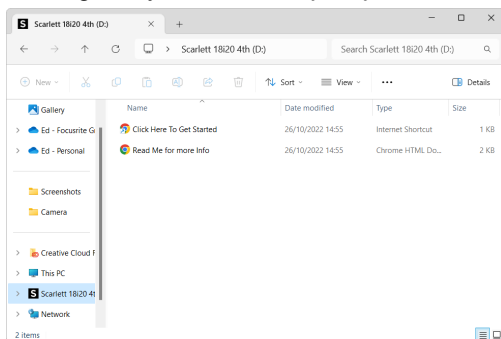 Scarlett 18i20 4th (D:)
Scarlett 18i20 4th (D:)
Search Scarlett 18i20 4th (D:)
New
Sort
View
Details
Gallery
Ed - Focusrite G
Ed - Personal
Screenshots
Camera
Creative Cloud F
This PC
Scarlett 18i20 4t
Network
Name Date modified Type Size
Click Here To Get Started 26/10/2022 14:55 Internet Shortcut 1 KB
Read Me for more Info 26/10/2022 14:55 Chrome HTML Do... 2 KB
2 items